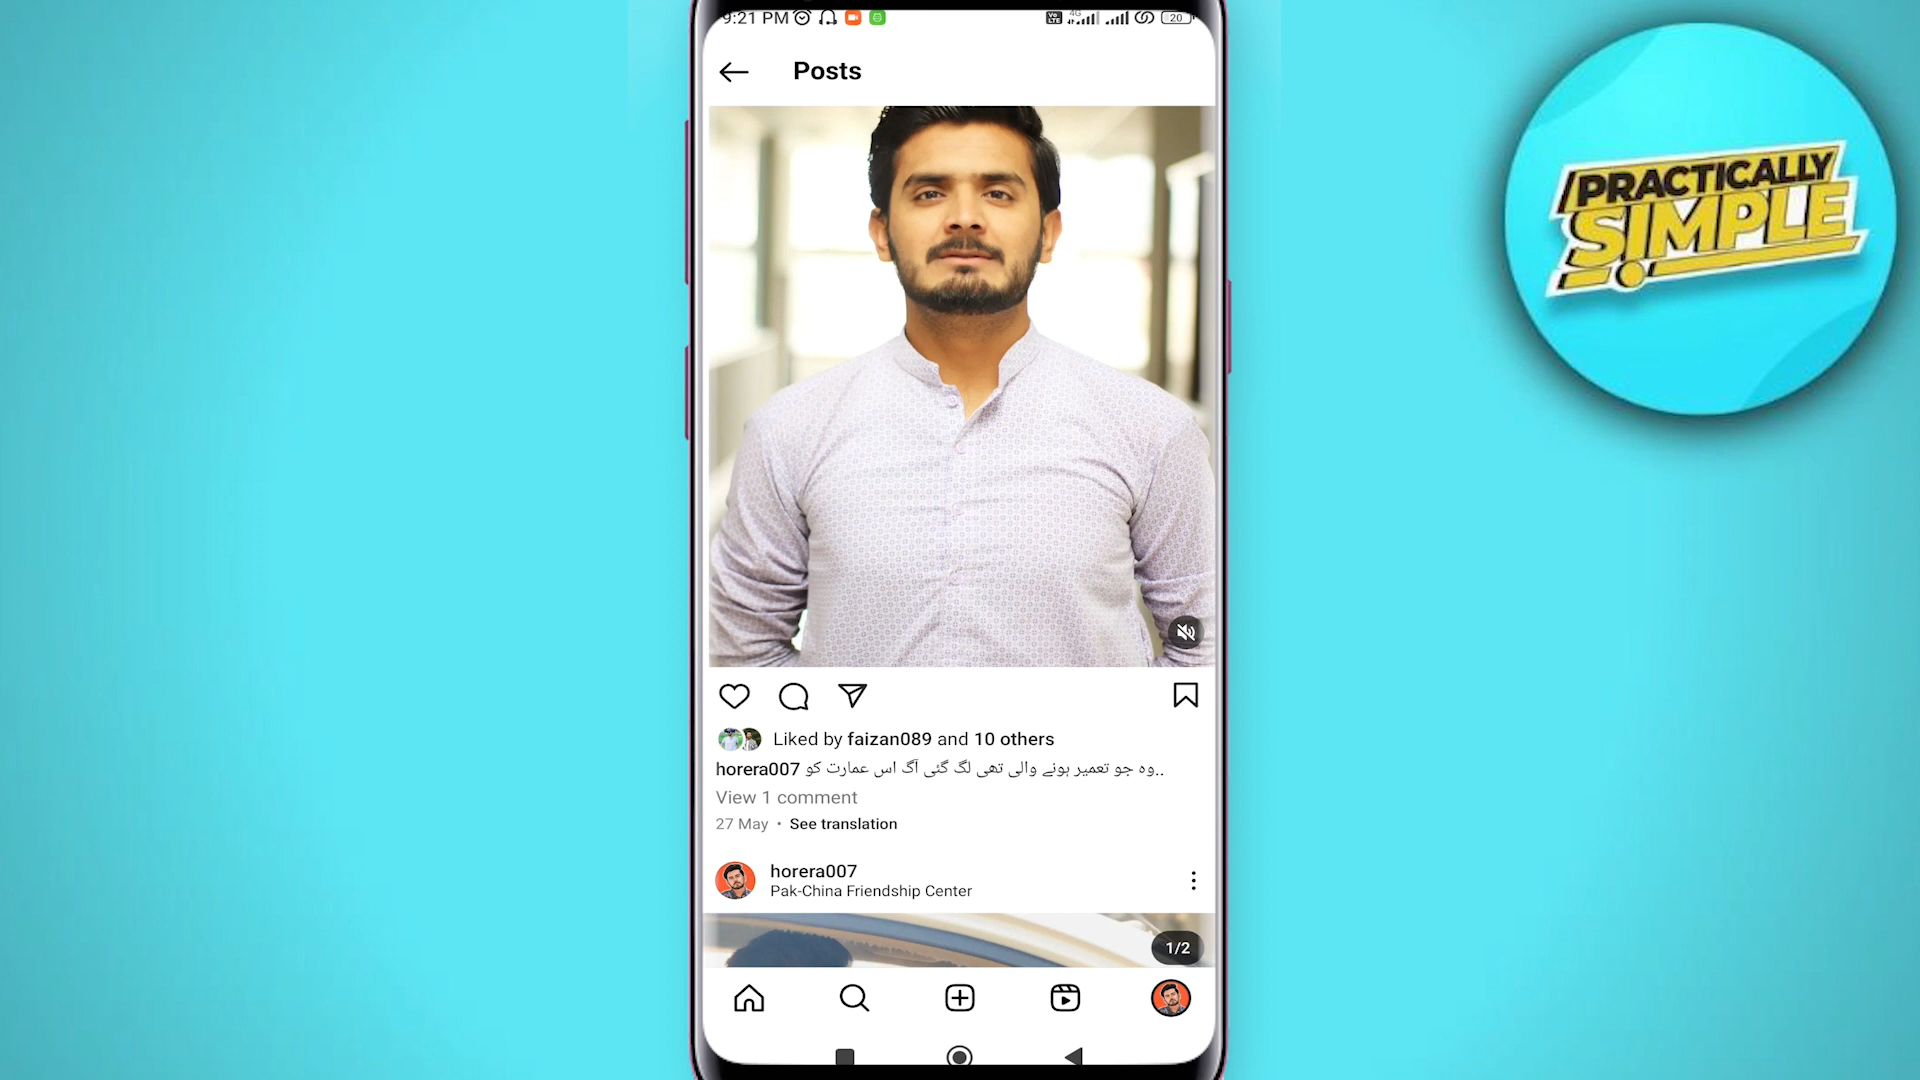 9:21 PM
4G
20
Posts
PRACTICALLY
SIMPLE
Liked by faizan089 and 10 others
horera007 وہ جو تعمیر ہونے والی تھی لگ گئی آگ اس عمارت کو..
View 1 comment
27 May • See translation
horera007
Pak-China Friendship Center
1/2